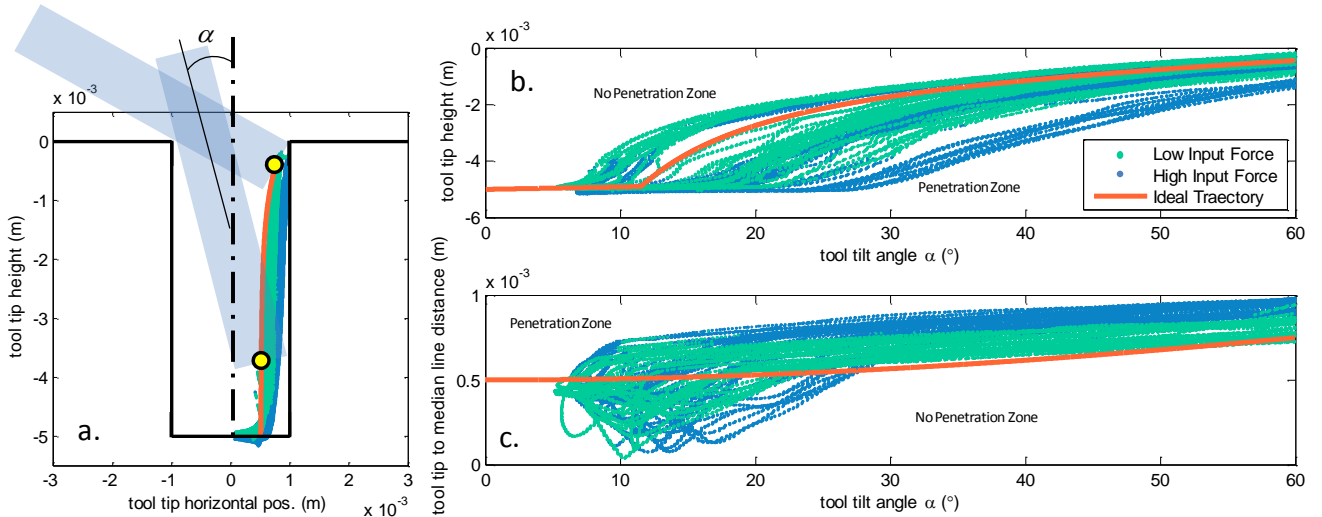 α
x 10⁻³
0
-1
-2
-3
-4
-5
tool tip height (m)
a.
-3 -2 -1 0 1 2 3
tool tip horizontal pos. (m)
x 10⁻³
x 10⁻³
b.
0
-2
-4
-6
tool tip height (m)
No Penetration Zone
Penetration Zone
Low Input Force
High Input Force
Ideal Traectory
0 10 20 30 40 50 60
tool tilt angle α (°)
x 10⁻³
1
0.5
0
tool tip to median line distance (m)
Penetration Zone
No Penetration Zone
c.
0 10 20 30 40 50 60
tool tilt angle α (°)